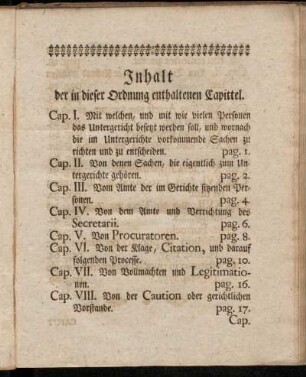 Inhalt
der in dieser Ordnung enthaltenen Capittel.
Cap. I. Mit welchen, und mit wie vielen Personen
das Untergericht besetzt werden soll, und wornach
die im Untergerichte vorkommende Sachen zu
richten und zu entscheiden. pag. 1.
Cap. II. Von denen Sachen, die eigentlich zum Un-
tergerichte gehören. pag. 2.
Cap. III. Vom Amte der im Gerichte sitzenden Per-
sonen. pag. 4.
Cap. IV. Von dem Amte und Verrichtung des
Secretarii. pag. 6.
Cap. V. Von Procuratoren. pag. 8.
Cap. VI. Von der Klage, Citation, und darauf
folgenden Processe. pag. 10.
Cap. VII. Von Vollmachten und Legitimatio-
nen. pag. 16.
Cap. VIII. Von der Caution oder gerichtlichen
Vorstande. pag. 17.
Cap.